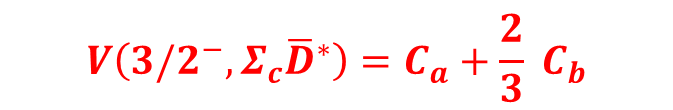 V(3/2⁻, Σ_c D̄*) = C_a + 2/3 C_b